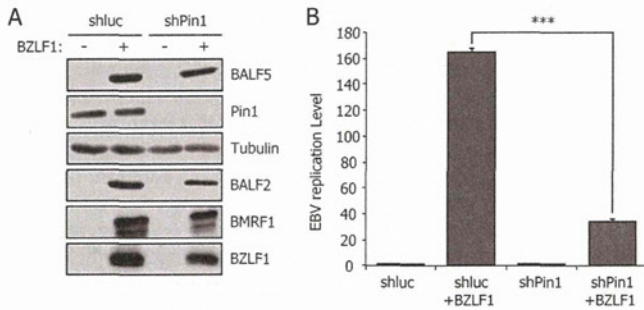 A
shluc shPin1
BZLF1: - + - +
BALF5
Pin1
Tubulin
BALF2
BMRF1
BZLF1
B
EBV replication Level
180
160
140
120
100
80
60
40
20
0
***
shluc
shluc
+BZLF1
shPin1
shPin1
+BZLF1